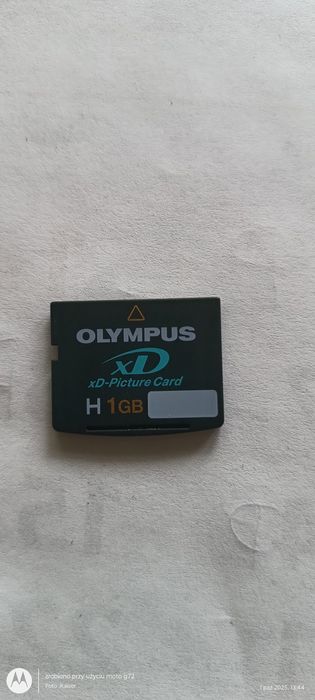 OLYMPUS
xD
xD-Picture Card
H 1GB
zrobiono przy użyciu moto g72